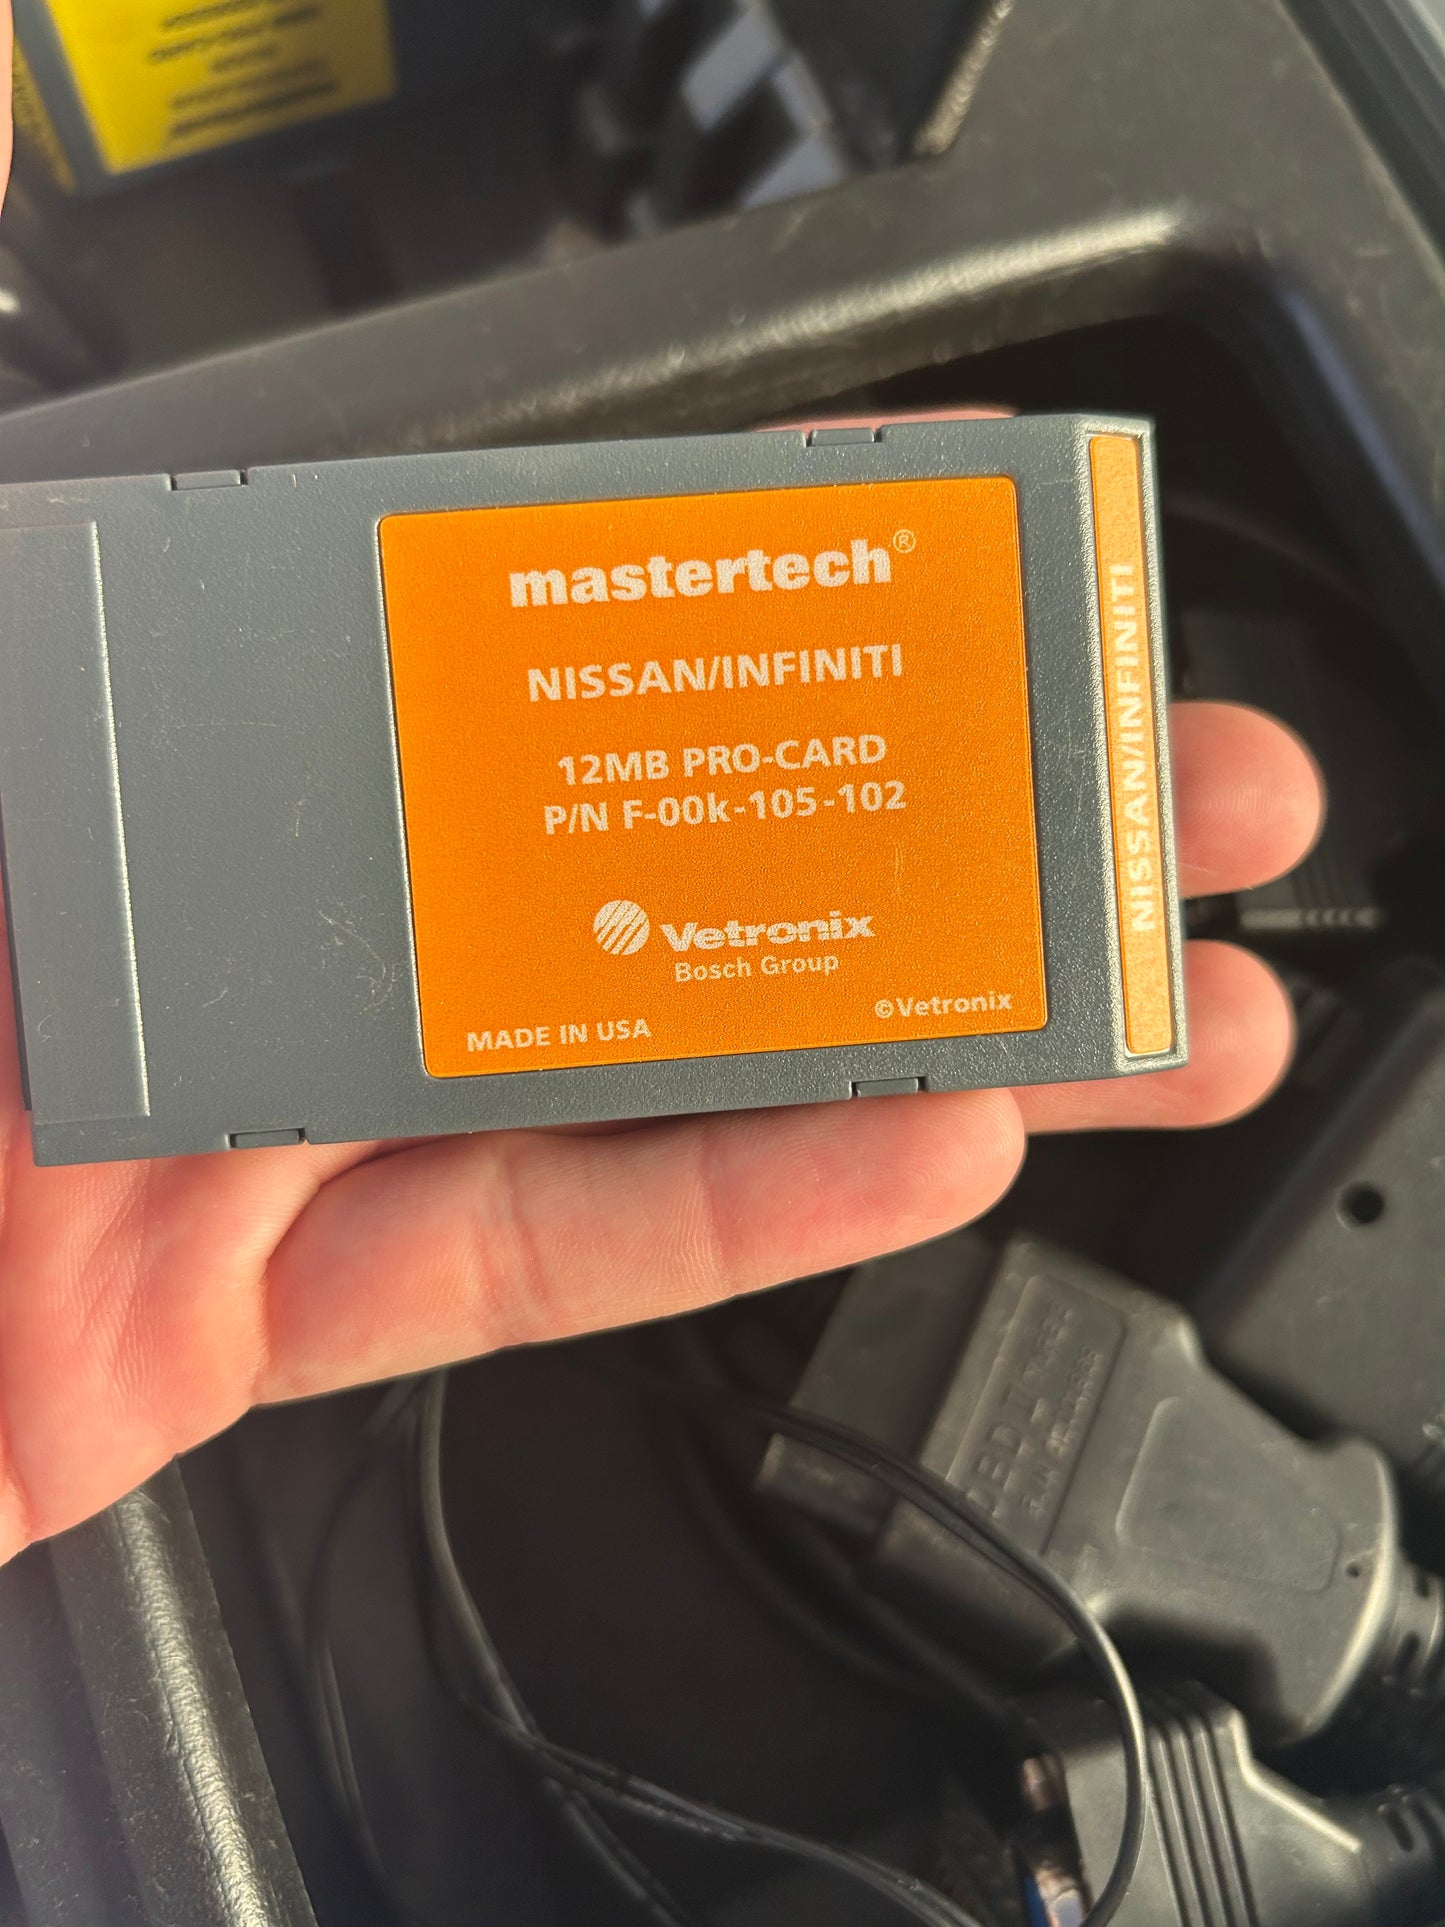 mastertech®
NISSAN/INFINITI
12MB PRO-CARD
P/N F-00k-105-102
Vetronix
Bosch Group
©Vetronix
MADE IN USA
NISSAN/INFINITI